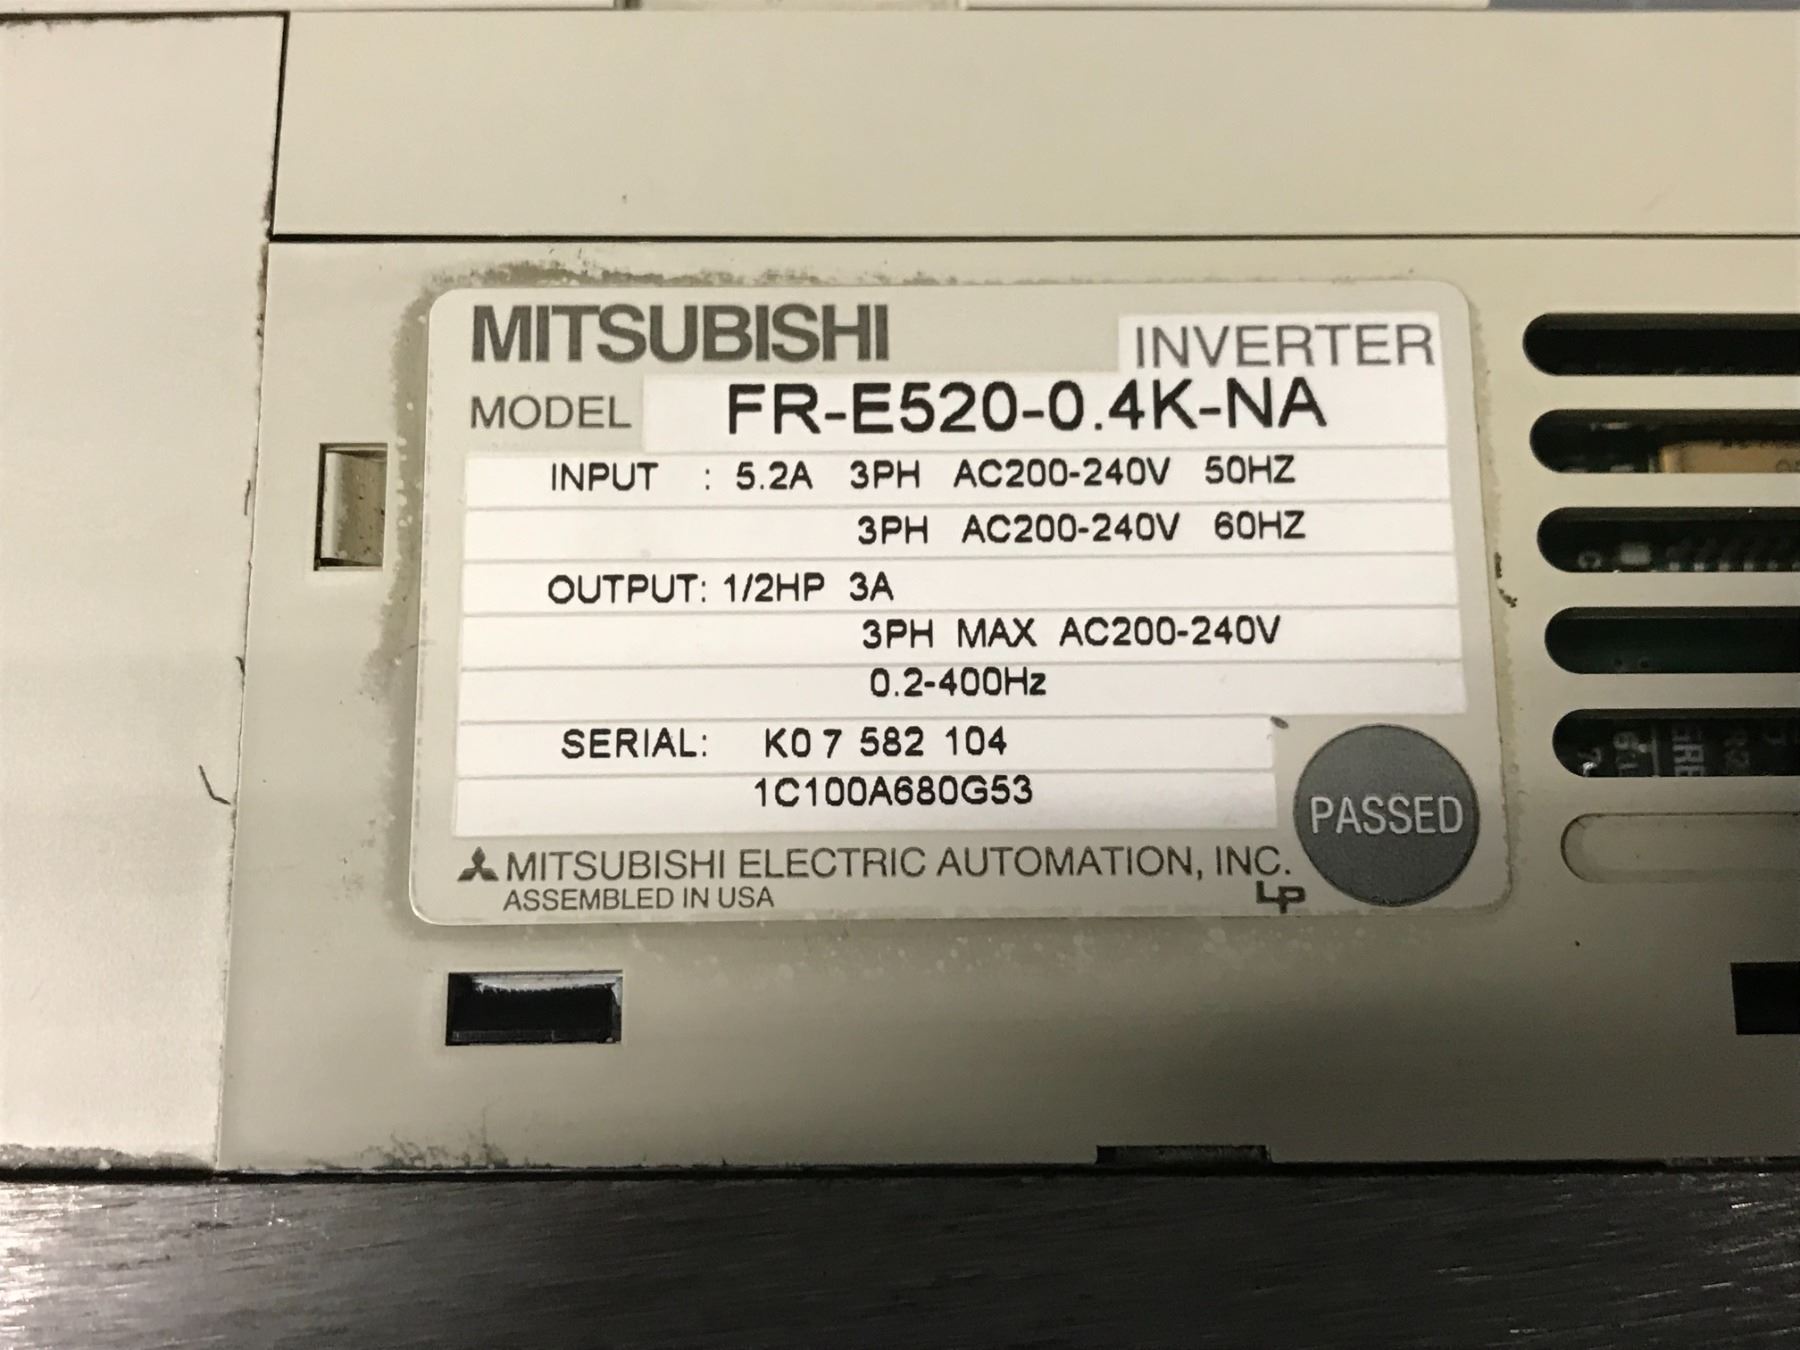 MITSUBISHI INVERTER
MODEL FR-E520-0.4K-NA
INPUT : 5.2A 3PH AC200-240V 50HZ
3PH AC200-240V 60HZ
OUTPUT: 1/2HP 3A
3PH MAX AC200-240V
0.2-400Hz
SERIAL: K0 7 582 104
1C100A680G53
PASSED
MITSUBISHI ELECTRIC AUTOMATION, INC.
ASSEMBLED IN USA
LP